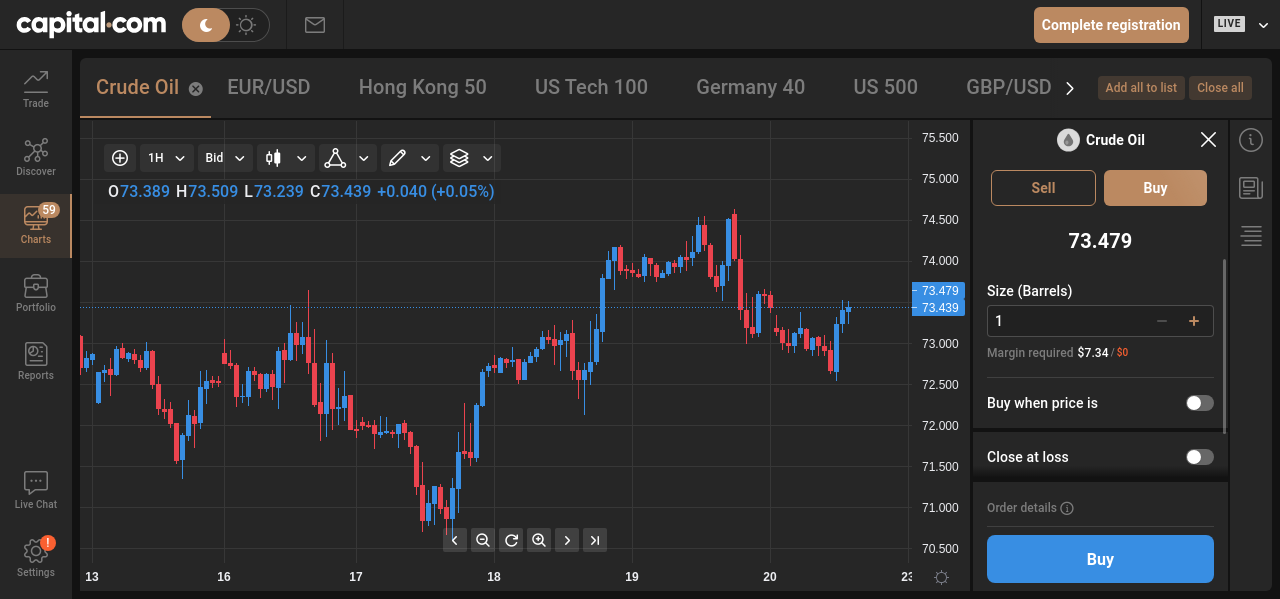 capital.com
Complete registration
LIVE
Trade
Discover
59
Charts
Portfolio
Reports
Live Chat
!
Settings
Crude Oil
EUR/USD
Hong Kong 50
US Tech 100
Germany 40
US 500
GBP/USD
Add all to list
Close all
1H
Bid
O73.389 H73.509 L73.239 C73.439 +0.040 (+0.05%)
75.500
75.000
74.500
74.000
73.479
73.439
73.000
72.500
72.000
71.500
71.000
70.500
13
16
17
18
19
20
23
Crude Oil
Sell
Buy
73.479
Size (Barrels)
1
Margin required $7.34 / $0
Buy when price is
Close at loss
Order details
Buy